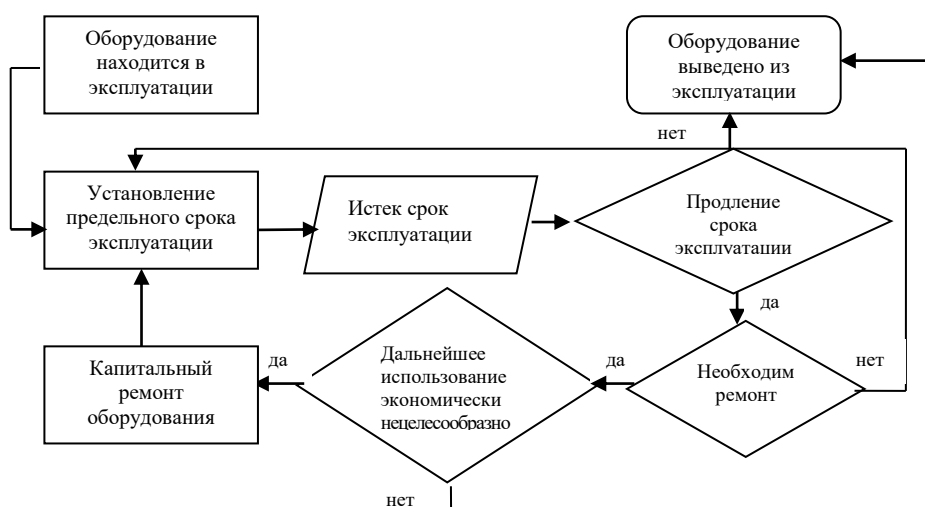 Оборудование
находится в
эксплуатации
Оборудование
выведено из
эксплуатации
нет
Установление
предельного срока
эксплуатации
Истек срок
эксплуатации
Продление
срока
эксплуатации
да
Капитальный
ремонт
оборудования
да
Дальнейшее
использование
экономически
нецелесообразно
да
Необходим
ремонт
нет
нет